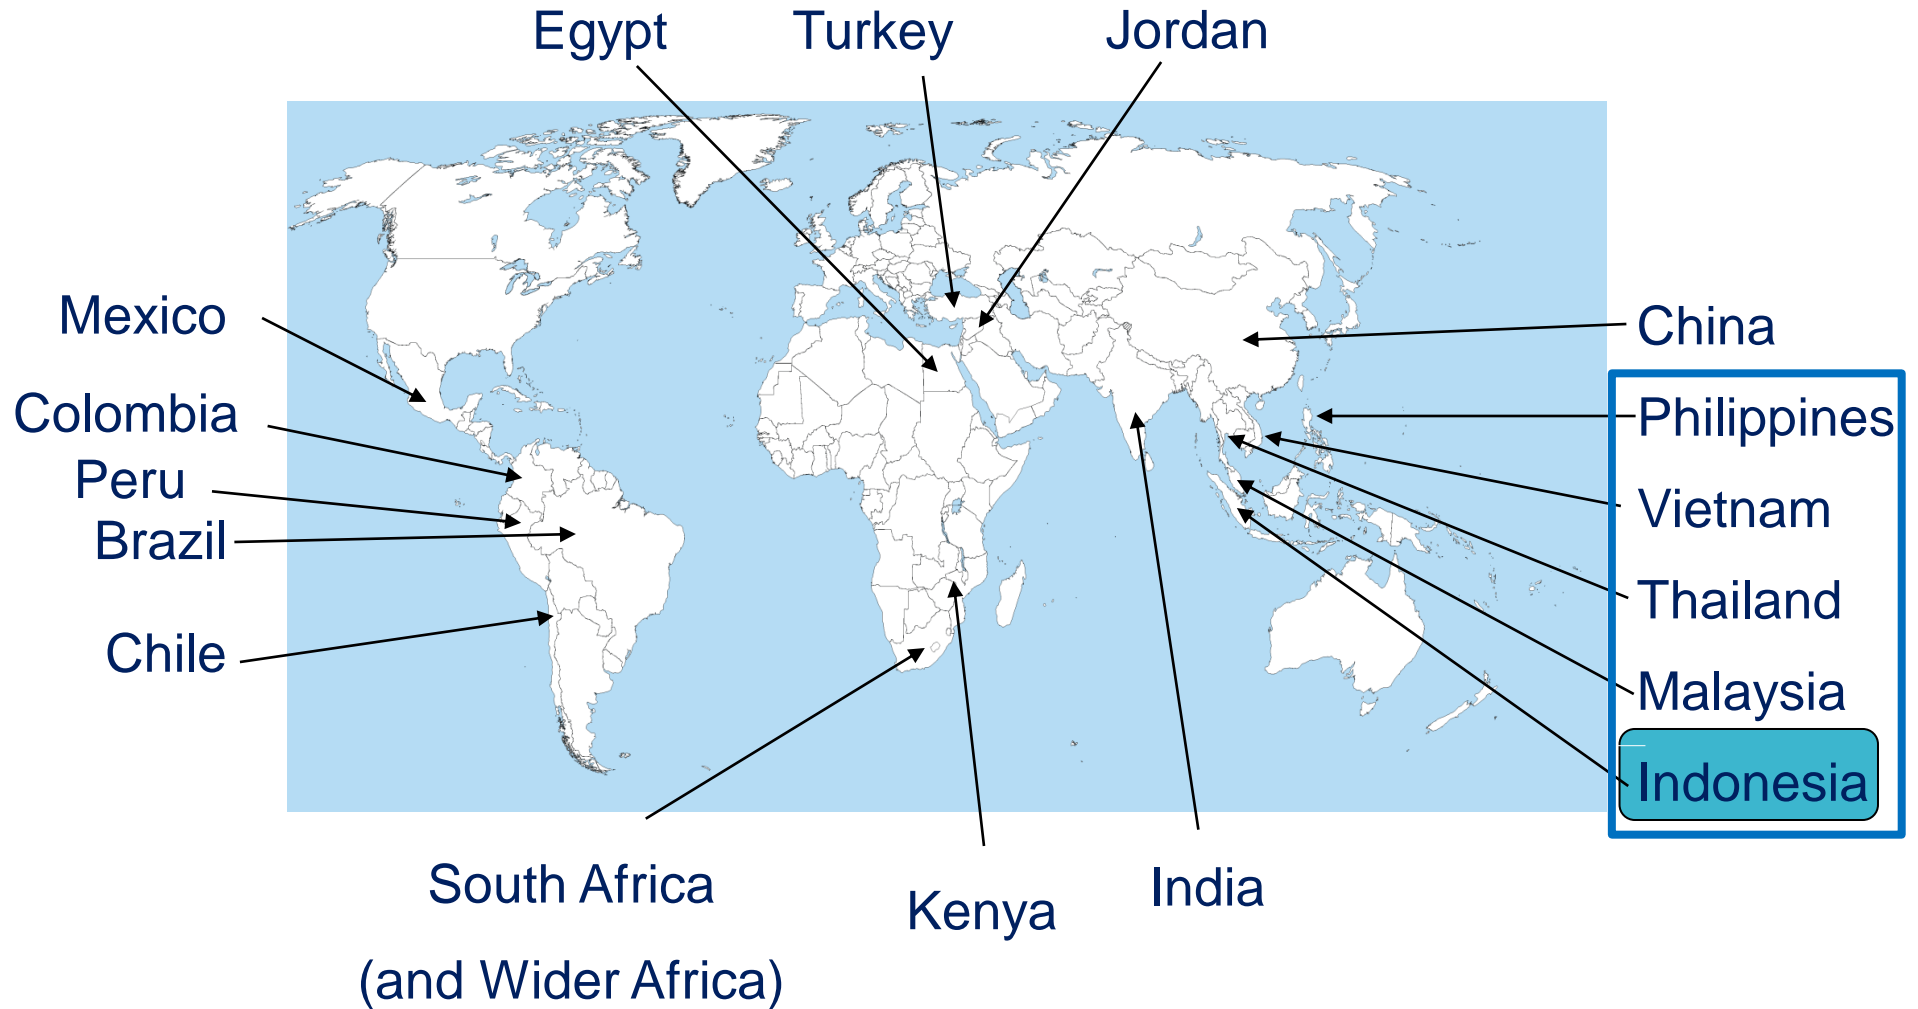 Egypt
Turkey
Jordan
Mexico
Colombia
Peru
Brazil
Chile
China
Philippines
Vietnam
Thailand
Malaysia
Indonesia
South Africa
(and Wider Africa)
Kenya
India